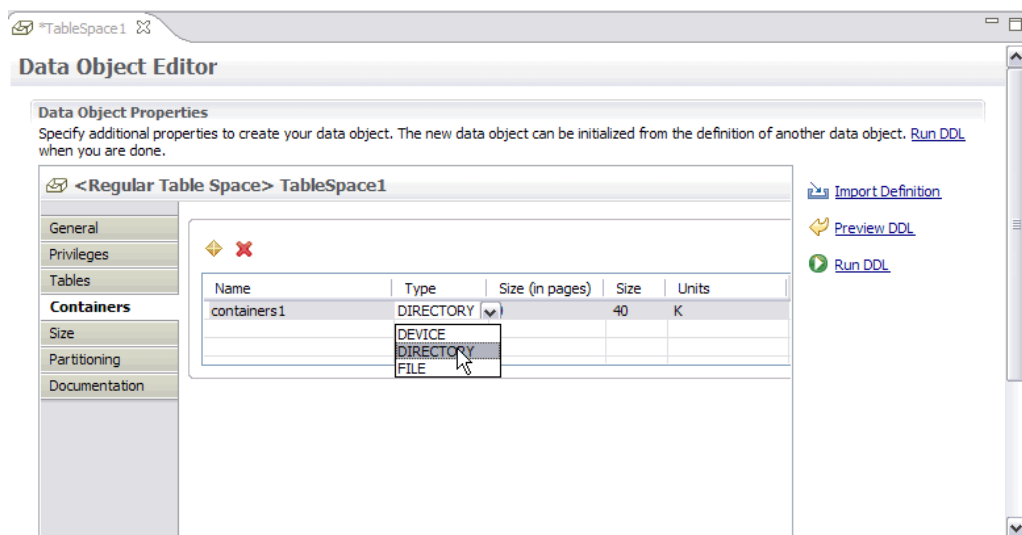 *TableSpace1
Data Object Editor
Data Object Properties
Specify additional properties to create your data object. The new data object can be initialized from the definition of another data object. Run DDL
when you are done.
<Regular Table Space> TableSpace1
Import Definition
Preview DDL
Run DDL
General
Privileges
Tables
Containers
Size
Partitioning
Documentation
Name Type Size (in pages) Size Units
containers1 DIRECTORY 40 K
DEVICE
DIRECTORY
FILE